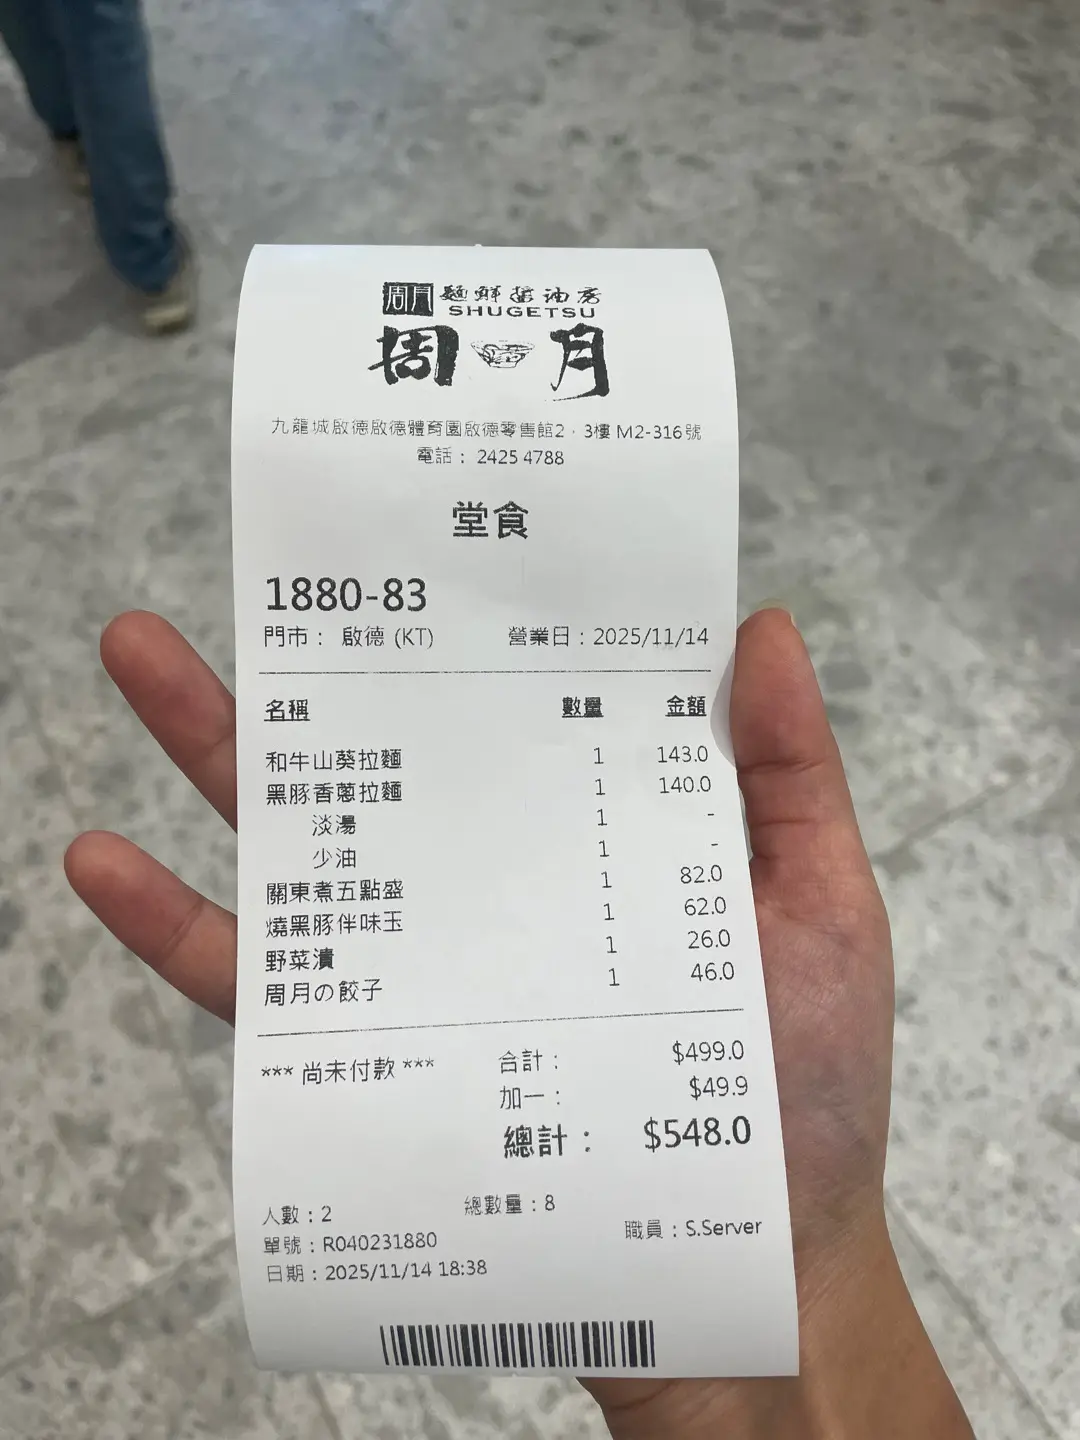 周月 麵鮮醬油房
SHUGETSU
周月
九龍城啟德啟德體育園啟德零售館2，3樓 M2-316號
電話： 2425 4788
堂食
1880-83
門市： 啟德 (KT) 營業日：2025/11/14
名稱 數量 金額
和牛山葵拉麵 1 143.0
黑豚香蔥拉麵 1 140.0
淡湯 1 -
少油 1 -
關東煮五點盛 1 82.0
燒黑豚伴味玉 1 62.0
野菜漬 1 26.0
周月の餃子 1 46.0
*** 尚未付款 *** 合計： $499.0
加一： $49.9
總計： $548.0
人數：2 總數量：8
單號：R040231880 職員：S.Server
日期：2025/11/14 18:38